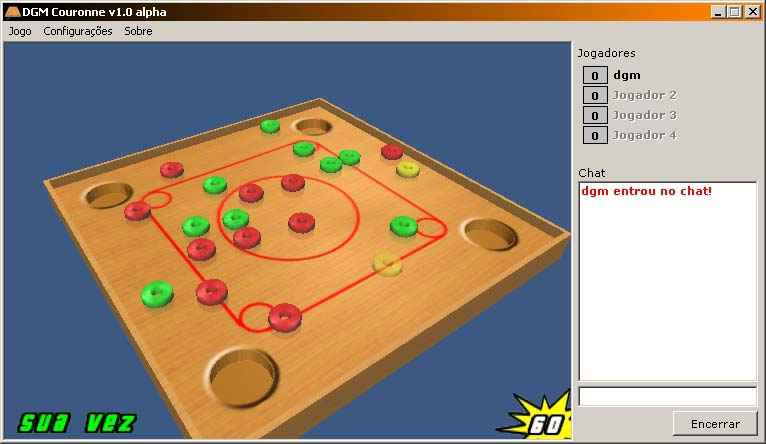 DGM Couronne v1.0 alpha
Jogo Configurações Sobre
Jogadores
0 dgm
0 Jogador 2
0 Jogador 3
0 Jogador 4
Chat
dgm entrou no chat!
sua vez
60
Encerrar